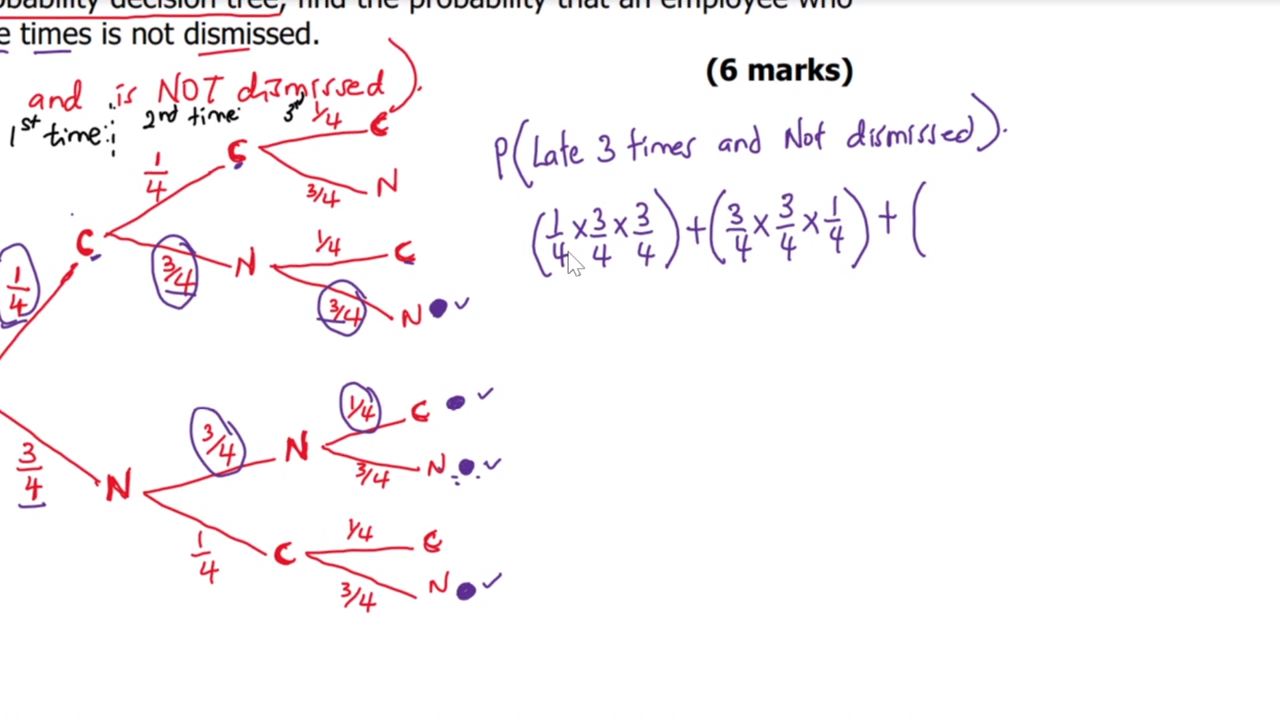 probability decision tree, find the probability that an employee who
e times is not dismissed.
(6 marks)
and is NOT dismissed).
1st time: 2nd time: 3rd
P(Late 3 times and Not dismissed).
(1/4 × 3/4 × 3/4) + (3/4 × 3/4 × 1/4) + (
1/4 C
1/4 C
3/4 N
C
1/4 C
1/4
3/4 N
3/4 N
1/4 C
3/4 N
3/4 N
3/4 N
1/4 C
1/4 C
3/4 N